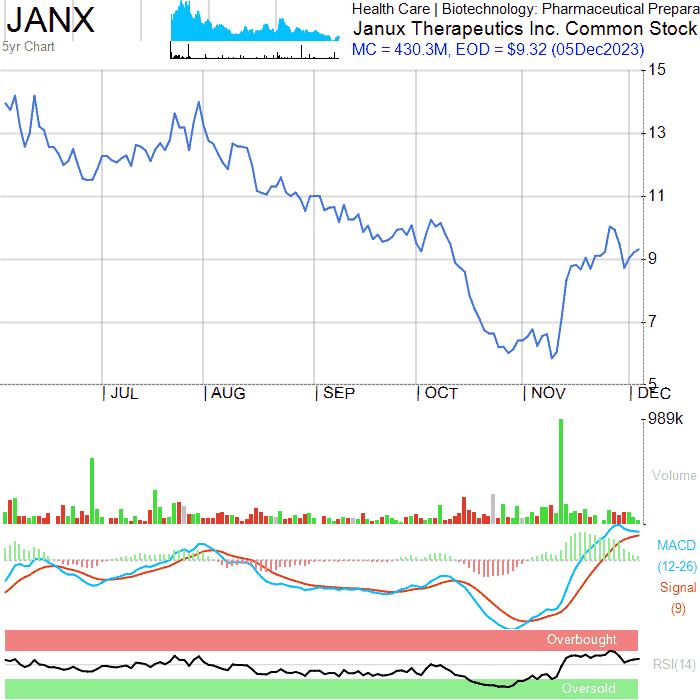 JANX
5yr Chart
Health Care | Biotechnology: Pharmaceutical Prepara
Janux Therapeutics Inc. Common Stock
MC = 430.3M, EOD = $9.32 (05Dec2023)
15
13
11
9
7
5
| JUL | AUG | SEP | OCT | NOV | DEC
989k
Volume
MACD
(12-26)
Signal
(9)
Overbought
RSI(14)
Oversold